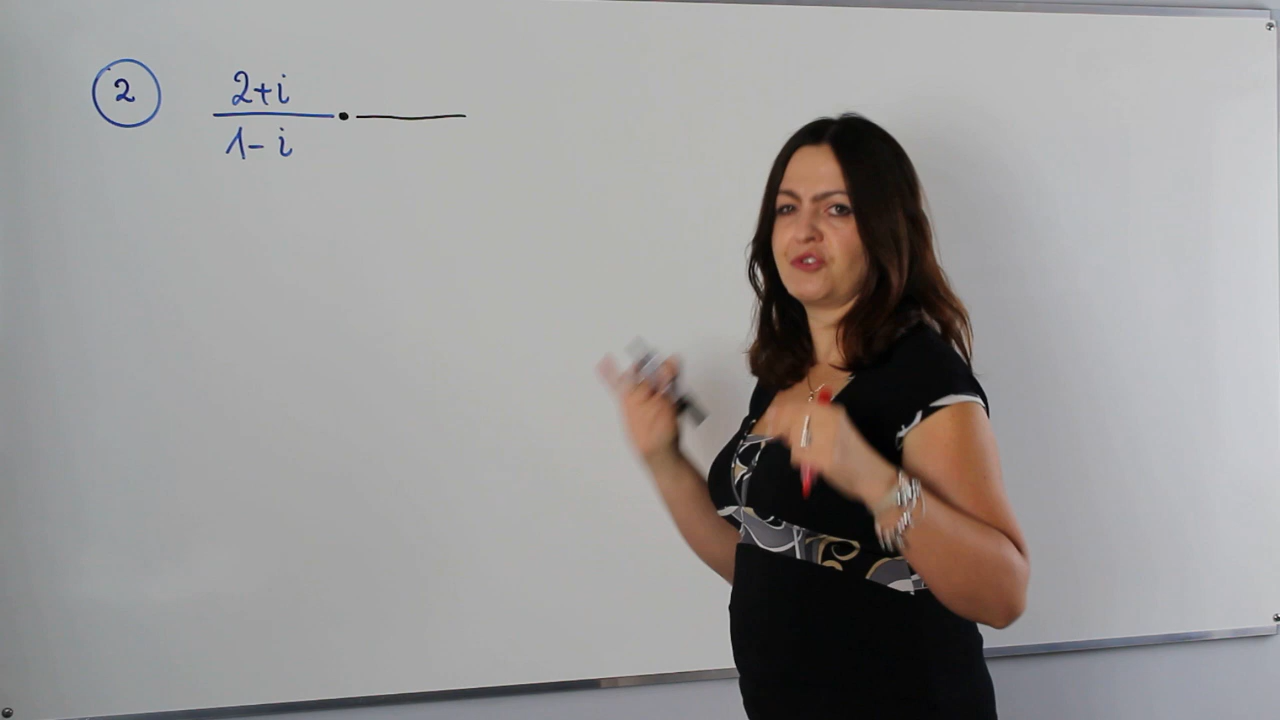 ② 2+i
1-i · ―